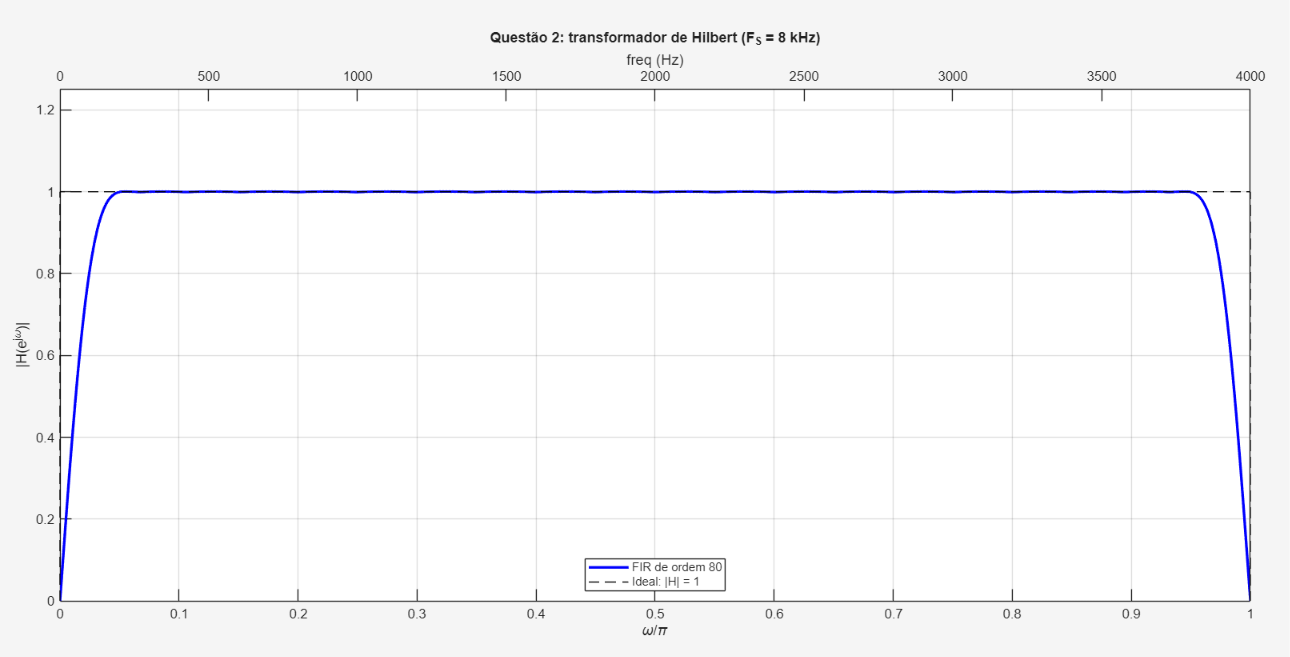 Questão 2: transformador de Hilbert (F_S = 8 kHz)
freq (Hz)
0 500 1000 1500 2000 2500 3000 3500 4000
1.2
1
0.8
|H(e^{jω})|
0.6
0.4
0.2
FIR de ordem 80
Ideal: |H| = 1
0
0 0.1 0.2 0.3 0.4 0.5 0.6 0.7 0.8 0.9 1
ω/π